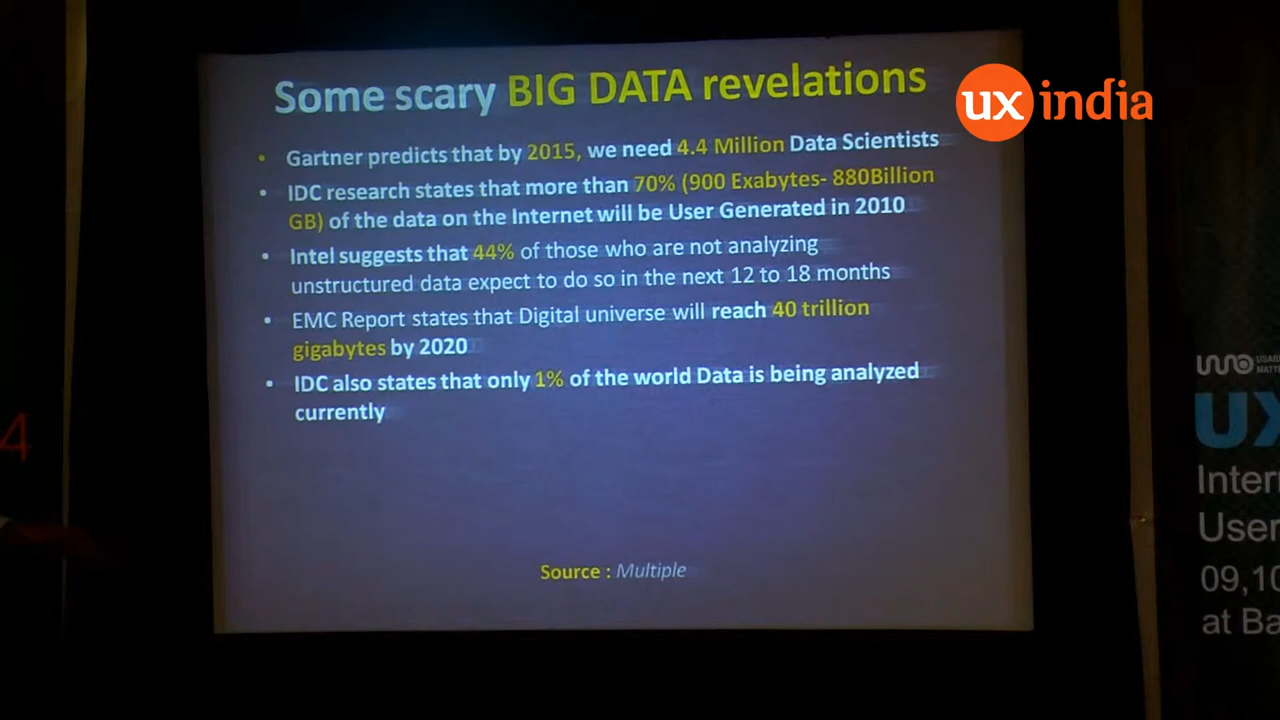 Some scary BIG DATA revelations
ux india
• Gartner predicts that by 2015, we need 4.4 Million Data Scientists
• IDC research states that more than 70% (900 Exabytes- 880Billion
GB) of the data on the Internet will be User Generated in 2010
• Intel suggests that 44% of those who are not analyzing
unstructured data expect to do so in the next 12 to 18 months
• EMC Report states that Digital universe will reach 40 trillion
gigabytes by 2020
• IDC also states that only 1% of the world Data is being analyzed
currently
Source : Multiple
4
UX
Inter
User
09,10
at Ba